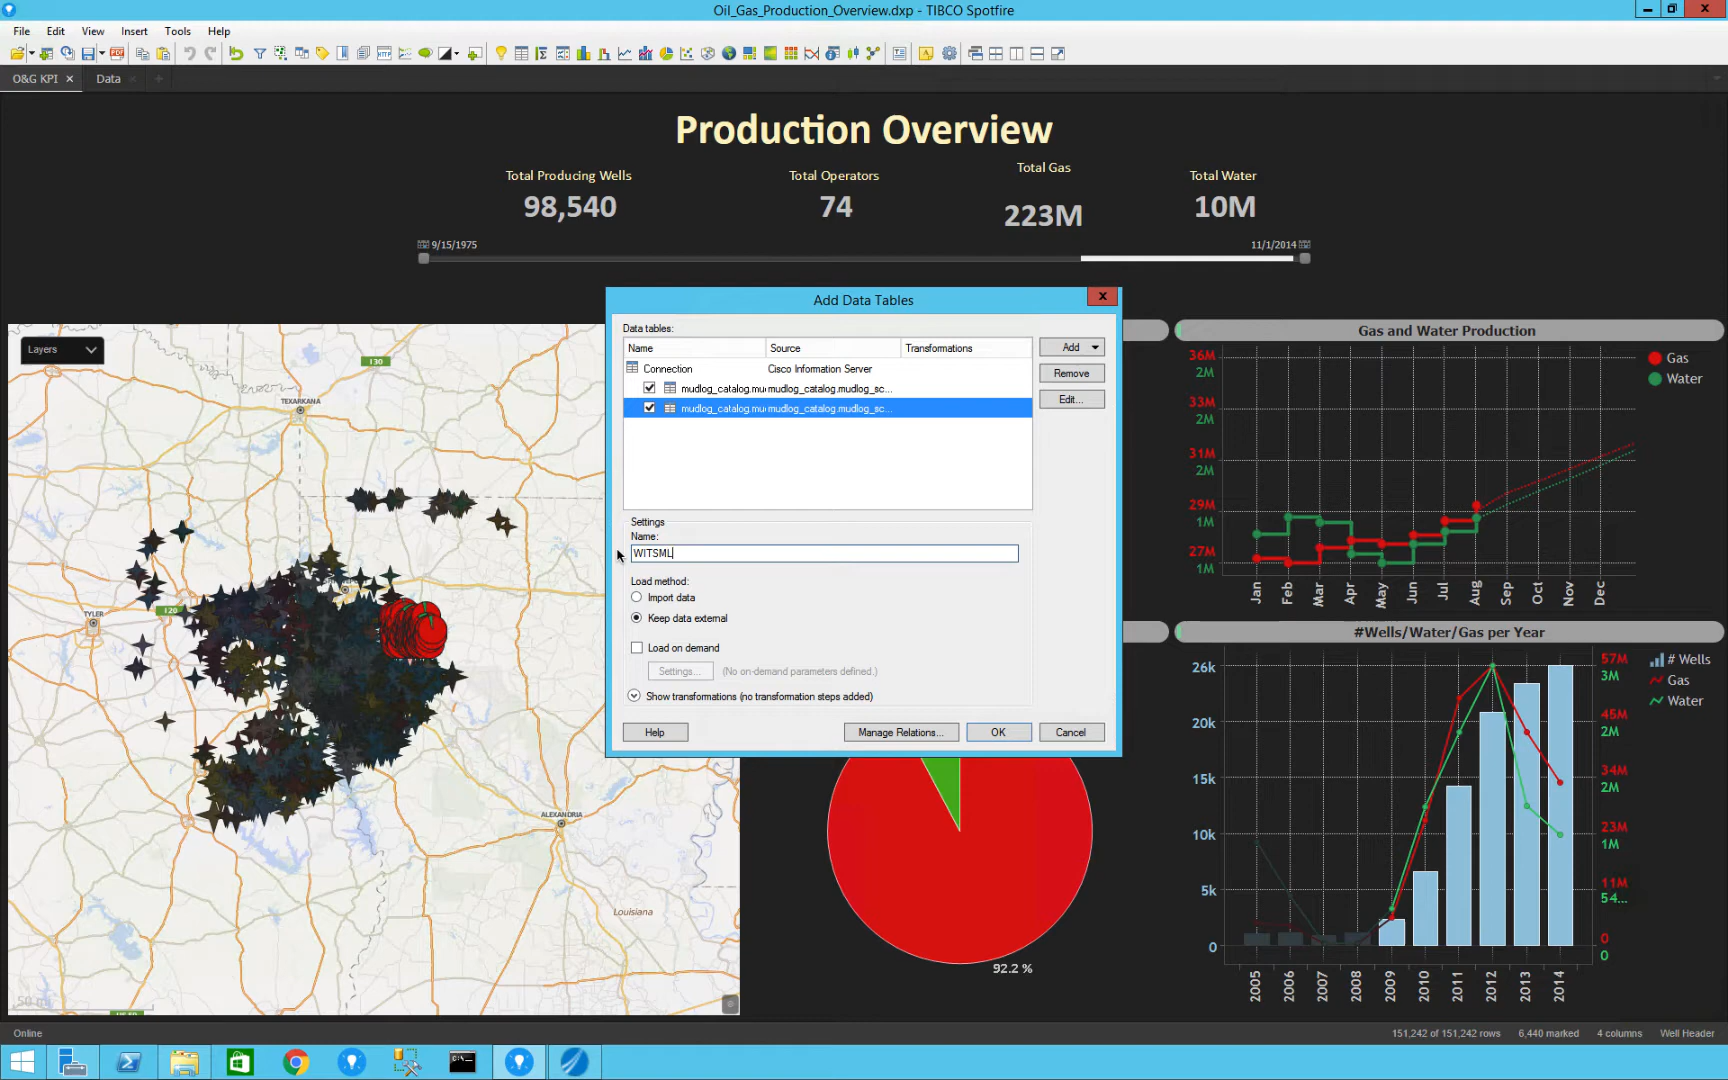 Oil_Gas_Production_Overview.dxp - TIBCO Spotfire
File Edit View Insert Tools Help
O&G KPI Data
Production Overview
Total Producing Wells
98,540
Total Operators
74
Total Gas
223M
Total Water
10M
9/15/1975
11/1/2014
Layers
130
TEXARKANA
TYLER
120
ALEXANDRIA
Louisiana
50 mi
Add Data Tables
Data tables:
Name Source Transformations
Connection Cisco Information Server
mudlog_catalog.mu mudlog_catalog.mudlog_sc...
mudlog_catalog.mu mudlog_catalog.mudlog_sc...
Add
Remove
Edit...
Settings
Name:
WITSML
Load method:
Import data
Keep data external
Load on demand
Settings... (No on-demand parameters defined.)
Show transformations (no transformation steps added)
Help Manage Relations... OK Cancel
92.2 %
Gas and Water Production
36M
2M
33M
2M
31M
2M
29M
1M
27M
1M
Jan Feb Mar Apr May Jun Jul Aug Sep Oct Nov Dec
Gas
Water
#Wells/Water/Gas per Year
26k
20k
15k
10k
5k
0
57M
3M
45M
2M
34M
2M
23M
1M
11M
54...
0
0
2005 2006 2007 2008 2009 2010 2011 2012 2013 2014
# Wells
Gas
Water
Online
151,242 of 151,242 rows 6,440 marked 4 columns Well Header